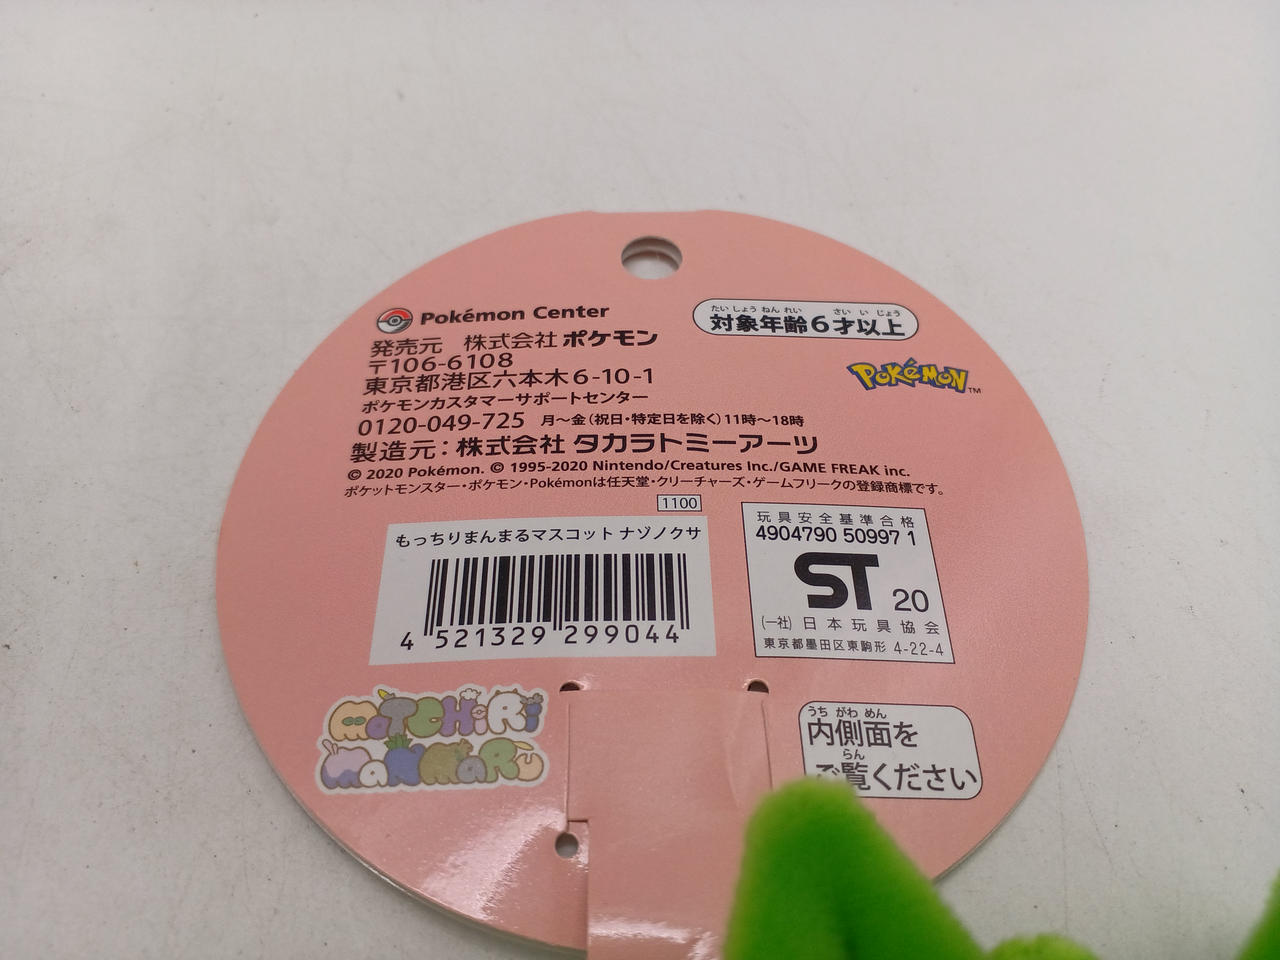 Pokémon Center
発売元 株式会社ポケモン
〒106-6108
東京都港区六本木6-10-1
ポケモンカスタマーサポートセンター
0120-049-725 月~金(祝日・特定日を除く)11時~18時
製造元:株式会社 タカラトミーアーツ
© 2020 Pokémon. © 1995-2020 Nintendo/Creatures Inc./GAME FREAK inc.
ポケットモンスター・ポケモン・Pokémonは任天堂・クリーチャーズ・ゲームフリークの登録商標です。
たいしょうねんれい さいいじょう
対象年齢6才以上
POKéMON™
1100
もっちりまんまるマスコット ナゾノクサ
4 521329 299044
玩具安全基準合格
4904790 50997 1
ST 20
(一社) 日本玩具協会
東京都墨田区東駒形 4-22-4
MOTCHiRi
MANMARU
うちがわめん
内側面を
らん
ご覧ください